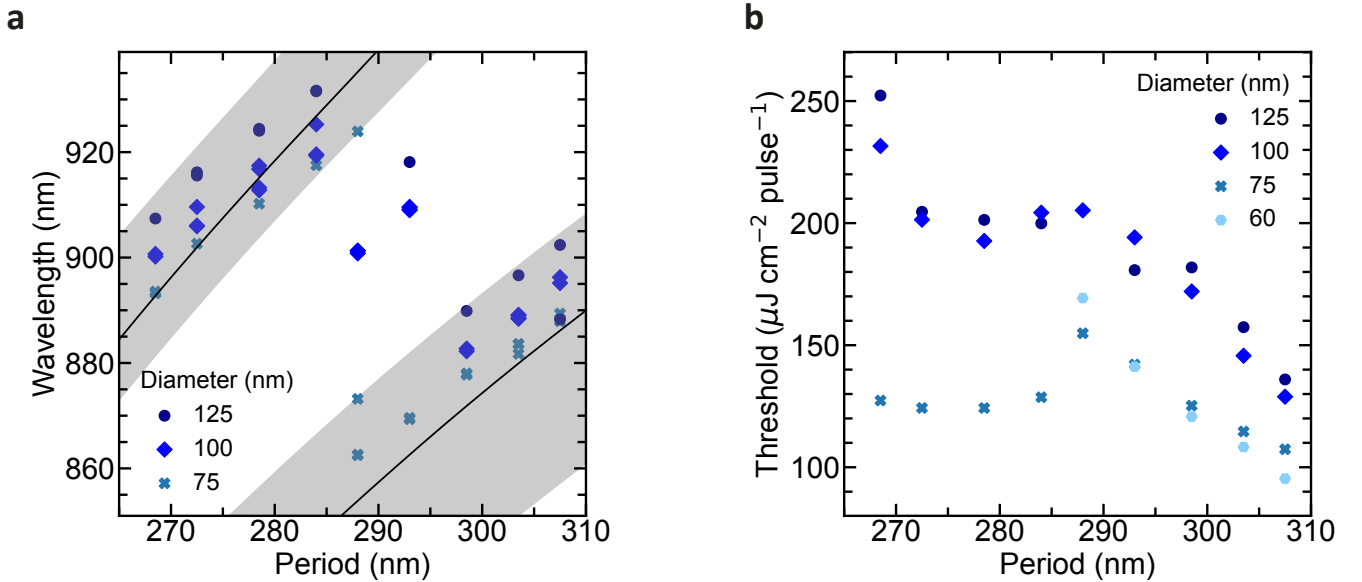 a
Wavelength (nm)
920
900
880
860
Diameter (nm)
125
100
75
270 280 290 300 310
Period (nm)
b
Threshold (μJ cm⁻² pulse⁻¹)
250
200
150
100
Diameter (nm)
125
100
75
60
270 280 290 300 310
Period (nm)